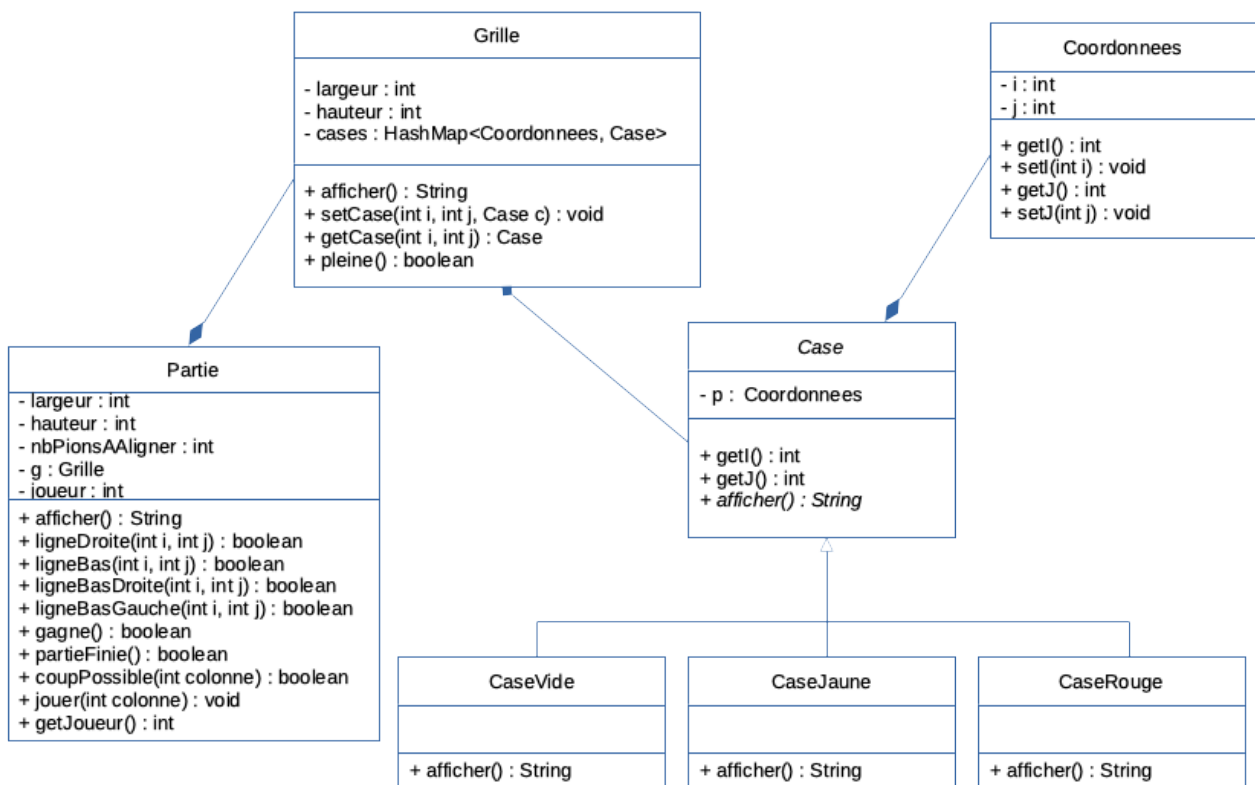 Grille
- largeur : int
- hauteur : int
- cases : HashMap<Coordonnees, Case>
+ afficher() : String
+ setCase(int i, int j, Case c) : void
+ getCase(int i, int j) : Case
+ pleine() : boolean
Coordonnees
- i : int
- j : int
+ getI() : int
+ setI(int i) : void
+ getJ() : int
+ setJ(int j) : void
Partie
- largeur : int
- hauteur : int
- nbPionsAAligner : int
- g : Grille
- joueur : int
+ afficher() : String
+ ligneDroite(int i, int j) : boolean
+ ligneBas(int i, int j) : boolean
+ ligneBasDroite(int i, int j) : boolean
+ ligneBasGauche(int i, int j) : boolean
+ gagne() : boolean
+ partieFinie() : boolean
+ coupPossible(int colonne) : boolean
+ jouer(int colonne) : void
+ getJoueur() : int
Case
- p : Coordonnees
+ getI() : int
+ getJ() : int
+ afficher() : String
CaseVide
+ afficher() : String
CaseJaune
+ afficher() : String
CaseRouge
+ afficher() : String